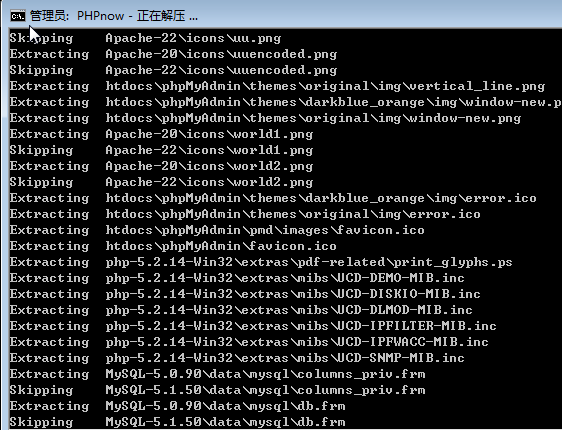 C:\. 管理员: PHPnow - 正在解压 ...
Skipping Apache-22\icons\uu.png
Extracting Apache-20\icons\uuencoded.png
Skipping Apache-22\icons\uuencoded.png
Extracting htdocs\phpMyAdmin\themes\original\img\vertical_line.png
Extracting htdocs\phpMyAdmin\themes\darkblue_orange\img\window-new.p
Extracting htdocs\phpMyAdmin\themes\original\img\window-new.png
Extracting Apache-20\icons\world1.png
Skipping Apache-22\icons\world1.png
Extracting Apache-20\icons\world2.png
Skipping Apache-22\icons\world2.png
Extracting htdocs\phpMyAdmin\themes\darkblue_orange\img\error.ico
Extracting htdocs\phpMyAdmin\themes\original\img\error.ico
Extracting htdocs\phpMyAdmin\pmd\images\favicon.ico
Extracting htdocs\phpMyAdmin\favicon.ico
Extracting php-5.2.14-Win32\extras\pdf-related\print_glyphs.ps
Extracting php-5.2.14-Win32\extras\mibs\UCD-DEMO-MIB.inc
Extracting php-5.2.14-Win32\extras\mibs\UCD-DISKIO-MIB.inc
Extracting php-5.2.14-Win32\extras\mibs\UCD-DLMOD-MIB.inc
Extracting php-5.2.14-Win32\extras\mibs\UCD-IPFILTER-MIB.inc
Extracting php-5.2.14-Win32\extras\mibs\UCD-IPFWACC-MIB.inc
Extracting php-5.2.14-Win32\extras\mibs\UCD-SNMP-MIB.inc
Extracting MySQL-5.0.90\data\mysql\columns_priv.frm
Skipping MySQL-5.1.50\data\mysql\columns_priv.frm
Extracting MySQL-5.0.90\data\mysql\db.frm
Skipping MySQL-5.1.50\data\mysql\db.frm